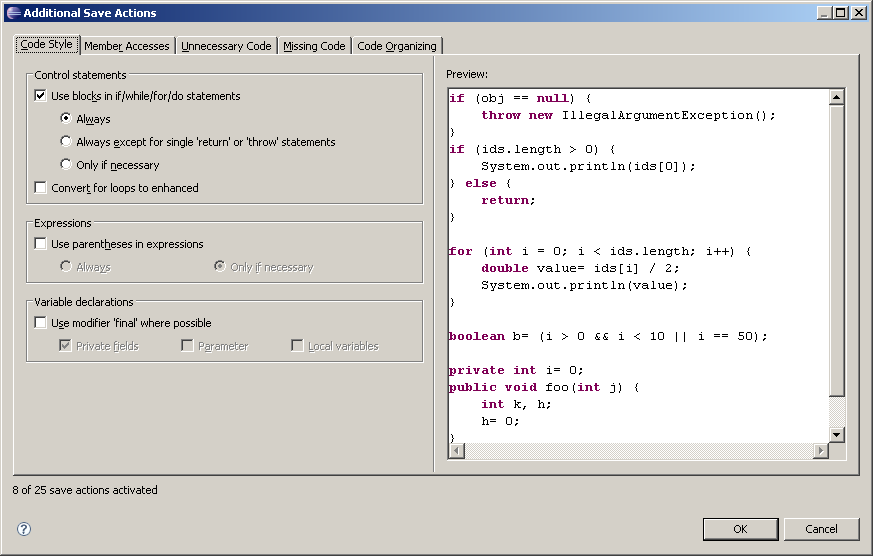 Additional Save Actions
Code Style Member Accesses Unnecessary Code Missing Code Code Organizing
Control statements
Use blocks in if/while/for/do statements
Always
Always except for single 'return' or 'throw' statements
Only if necessary
Convert for loops to enhanced
Expressions
Use parentheses in expressions
Always Only if necessary
Variable declarations
Use modifier 'final' where possible
Private fields Parameter Local variables
Preview:
if (obj == null) {
    throw new IllegalArgumentException();
}
if (ids.length > 0) {
    System.out.println(ids[0]);
} else {
    return;
}
for (int i = 0; i < ids.length; i++) {
    double value= ids[i] / 2;
    System.out.println(value);
}
boolean b= (i > 0 && i < 10 || i == 50);
private int i= 0;
public void foo(int j) {
    int k, h;
    h= 0;
}
8 of 25 save actions activated
?
OK Cancel